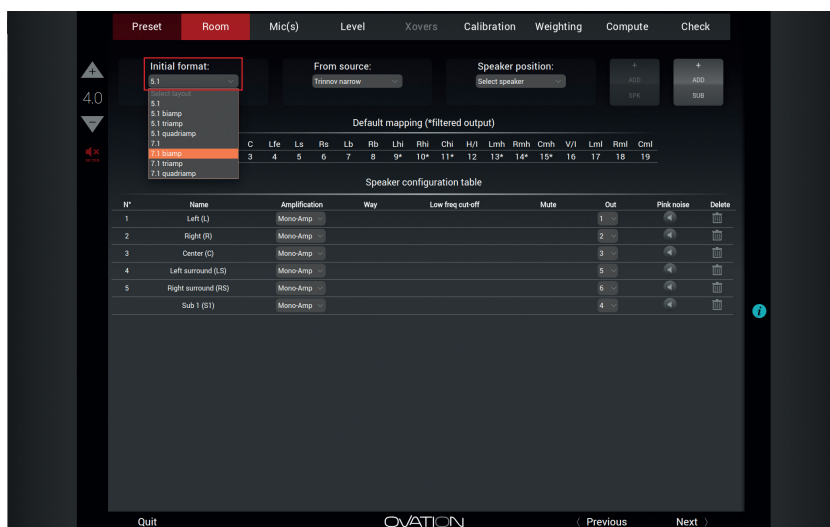 Preset Room Mic(s) Level Xovers Calibration Weighting Compute Check
Initial format: From source: Speaker position: + +
5.1 Trinnov narrow Select speaker ADD ADD
SPK SUB
4.0
Select layout
5.1
5.1 biamp
5.1 triamp
5.1 quadriamp
7.1
7.1 biamp
7.1 triamp
7.1 quadriamp
Default mapping (*filtered output)
C Lfe Ls Rs Lb Rb Lhi Rhi Chi H/I Lmh Rmh Cmh V/I Lml Rml Cml
3 4 5 6 7 8 9* 10* 11* 12 13* 14* 15* 16 17 18 19
Speaker configuration table
N° Name Amplification Way Low freq cut-off Mute Out Pink noise Delete
1 Left (L) Mono-Amp 1
2 Right (R) Mono-Amp 2
3 Center (C) Mono-Amp 3
4 Left surround (LS) Mono-Amp 5
5 Right surround (RS) Mono-Amp 6
Sub 1 (S1) Mono-Amp 4
i
Quit OVATION Previous Next